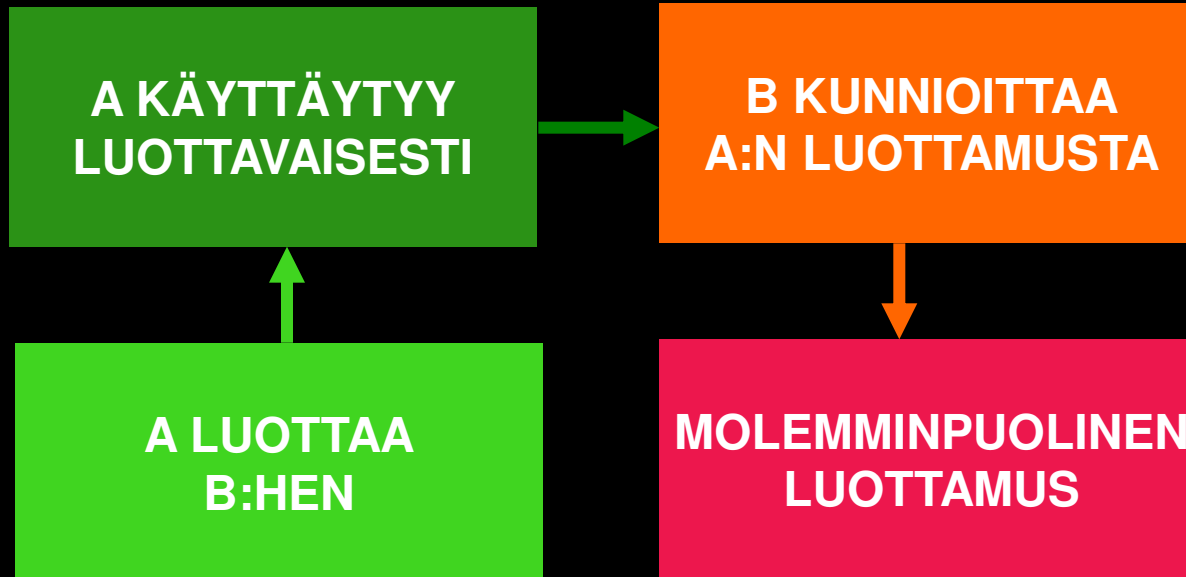 A KÄYTTÄYTYY
LUOTTAVAISESTI
B KUNNIOITTAA
A:N LUOTTAMUSTA
A LUOTTAA
B:HEN
MOLEMMINPUOLINEN
LUOTTAMUS